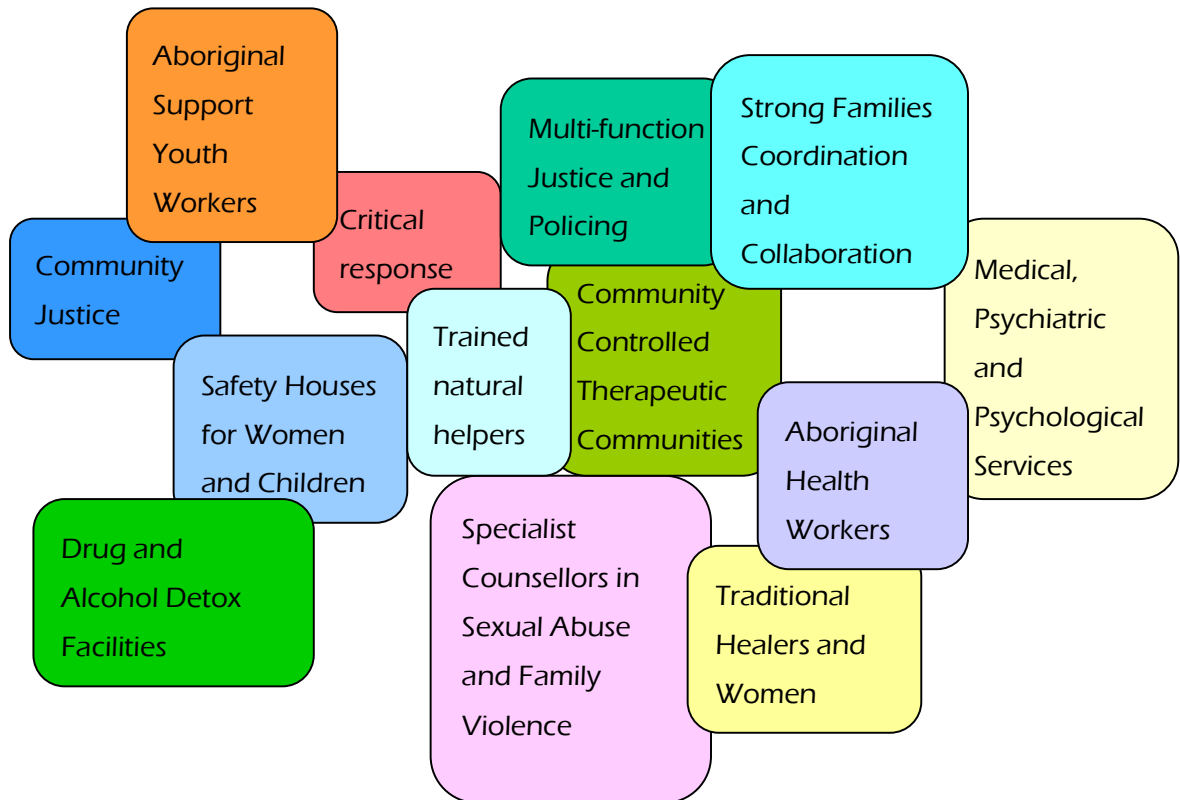 Aboriginal
Support
Youth
Workers
Multi-function
Justice and
Policing
Strong Families
Coordination
and
Collaboration
Critical
response
Community
Justice
Medical,
Psychiatric
and
Psychological
Services
Community
Controlled
Therapeutic
Communities
Trained
natural
helpers
Safety Houses
for Women
and Children
Aboriginal
Health
Workers
Drug and
Alcohol Detox
Facilities
Specialist
Counsellors in
Sexual Abuse
and Family
Violence
Traditional
Healers and
Women